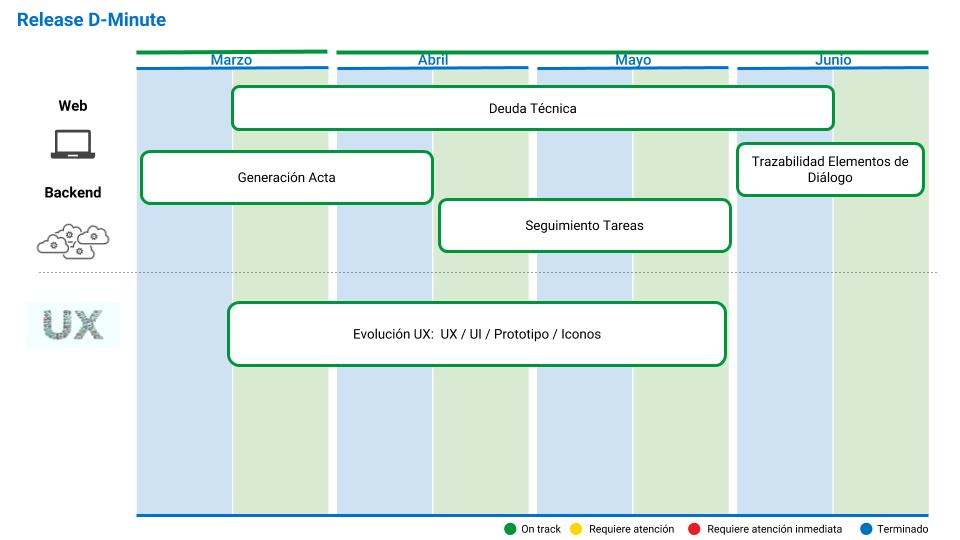 Release D-Minute
Marzo
Abril
Mayo
Junio
Web
Deuda Técnica
Trazabilidad Elementos de
Diálogo
Generación Acta
Backend
Seguimiento Tareas
UX
Evolución UX:  UX / UI / Prototipo / Iconos
On track
Requiere atención
Requiere atención inmediata
Terminado